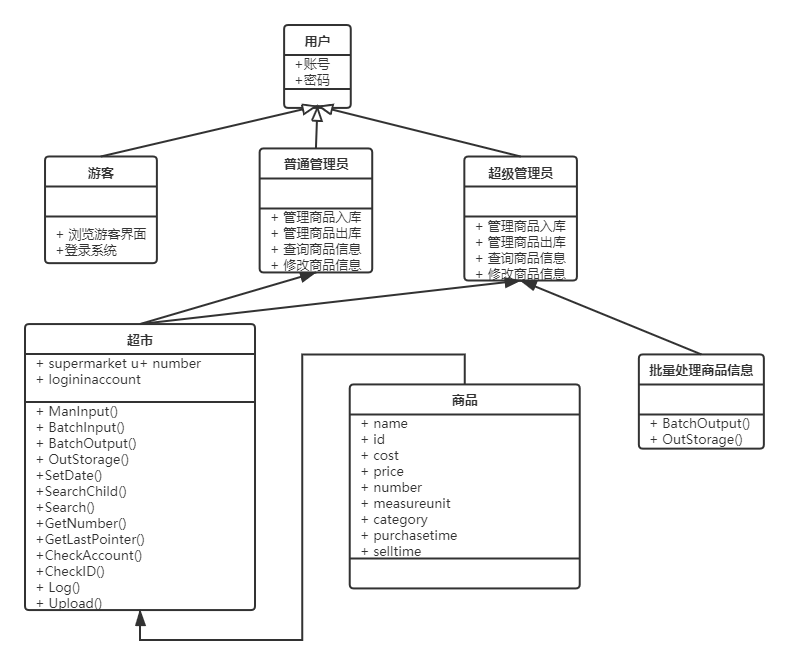 用户
+账号
+密码
游客
+ 浏览游客界面
+登录系统
普通管理员
+ 管理商品入库
+ 管理商品出库
+ 查询商品信息
+ 修改商品信息
超级管理员
+ 管理商品入库
+ 管理商品出库
+ 查询商品信息
+ 修改商品信息
超市
+ supermarket u+ number
+ logininaccount
+ ManInput()
+ BatchInput()
+ BatchOutput()
+ OutStorage()
+SetDate()
+SearchChild()
+Search()
+GetNumber()
+GetLastPointer()
+CheckAccount()
+CheckID()
+ Log()
+ Upload()
商品
+ name
+ id
+ cost
+ price
+ number
+ measureunit
+ category
+ purchasetime
+ selltime
批量处理商品信息
+ BatchOutput()
+ OutStorage()